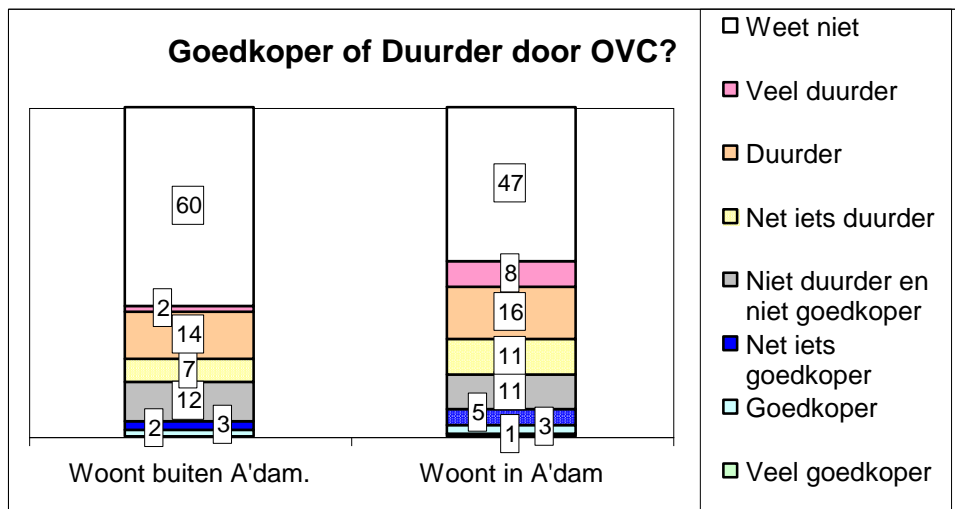 Goedkoper of Duurder door OVC?
60
2
14
7
12
2
3
47
8
16
11
11
5
3
1
Woont buiten A'dam.
Woont in A'dam
Weet niet
Veel duurder
Duurder
Net iets duurder
Niet duurder en
niet goedkoper
Net iets
goedkoper
Goedkoper
Veel goedkoper